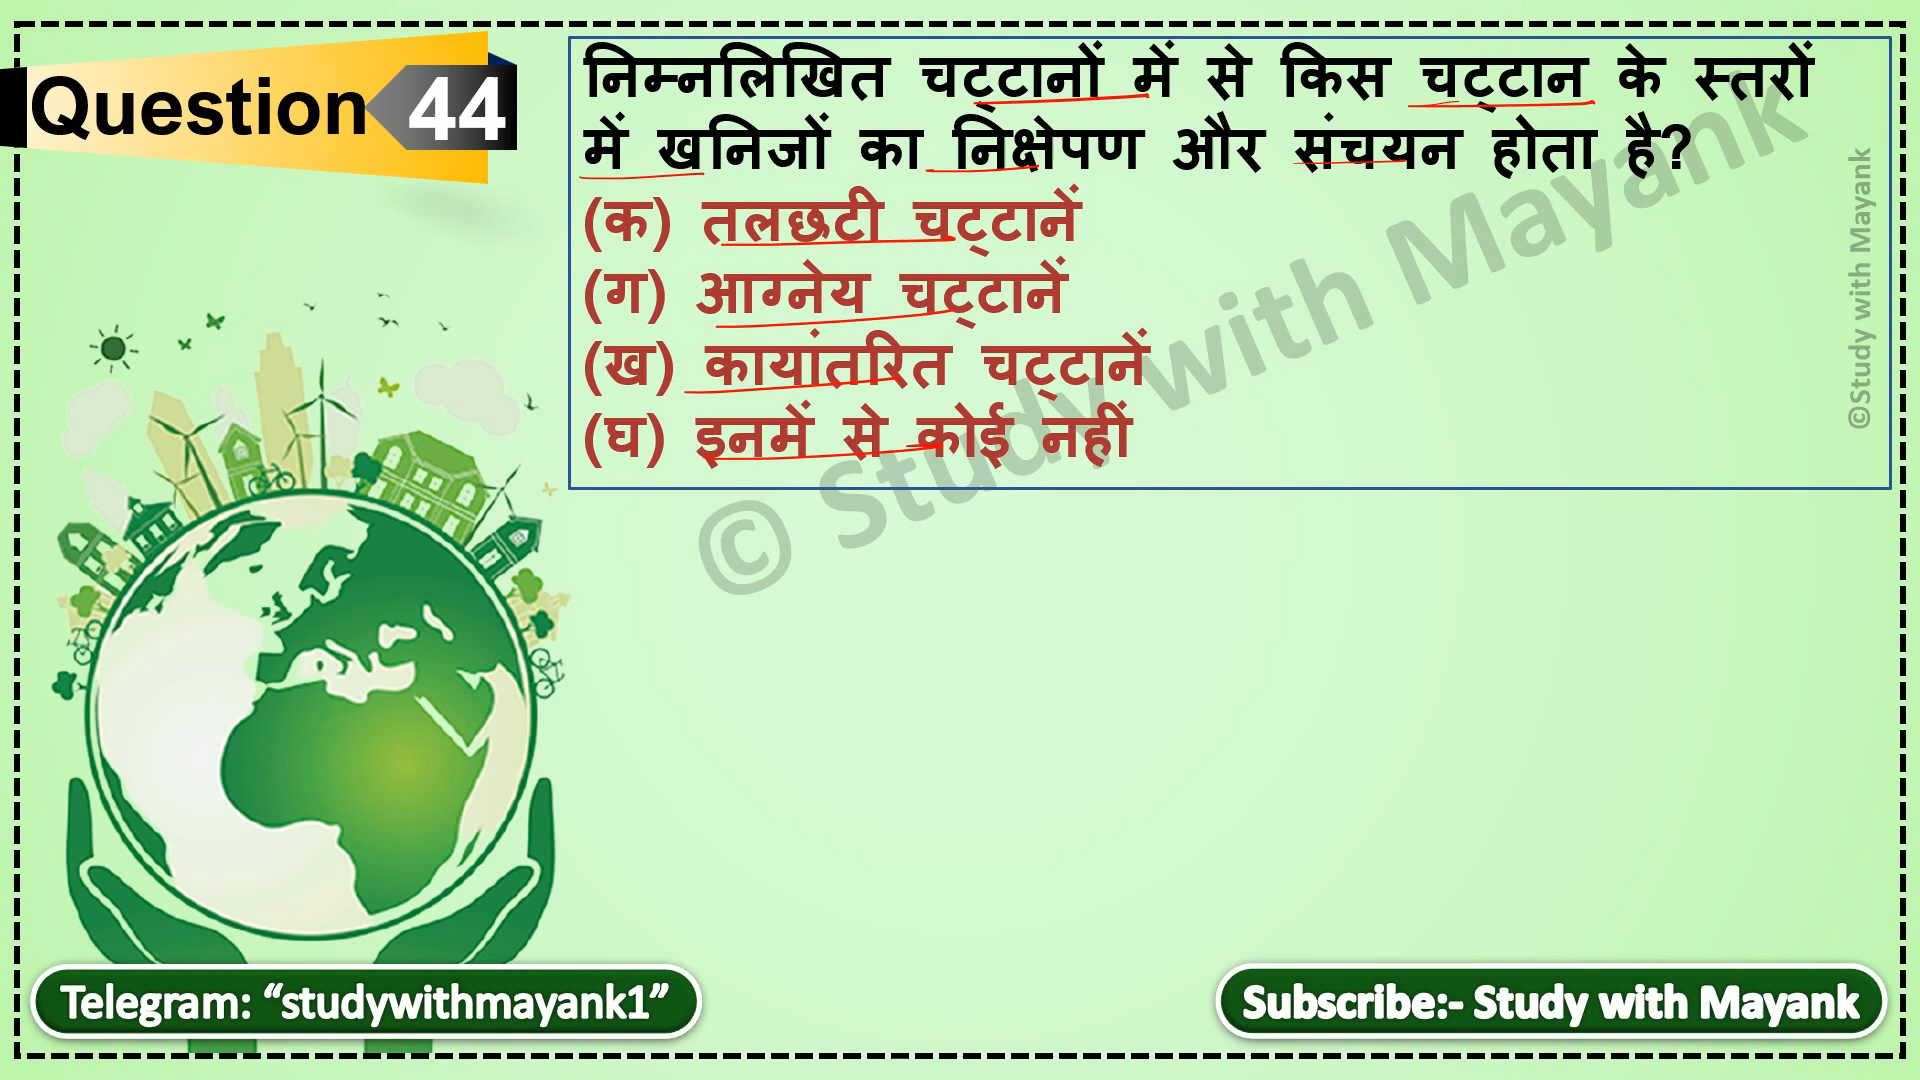 Question 44
निम्नलिखित चट्टानों में से किस चट्टान के स्तरों
में खनिजों का निक्षेपण और संचयन होता है?
(क) तलछटी चट्टानें
(ग) आग्नेय चट्टानें
(ख) कायांतरित चट्टानें
(घ) इनमें से कोई नहीं
© Study with Mayank
©Study with Mayank
Telegram: “studywithmayank1”
Subscribe:- Study with Mayank